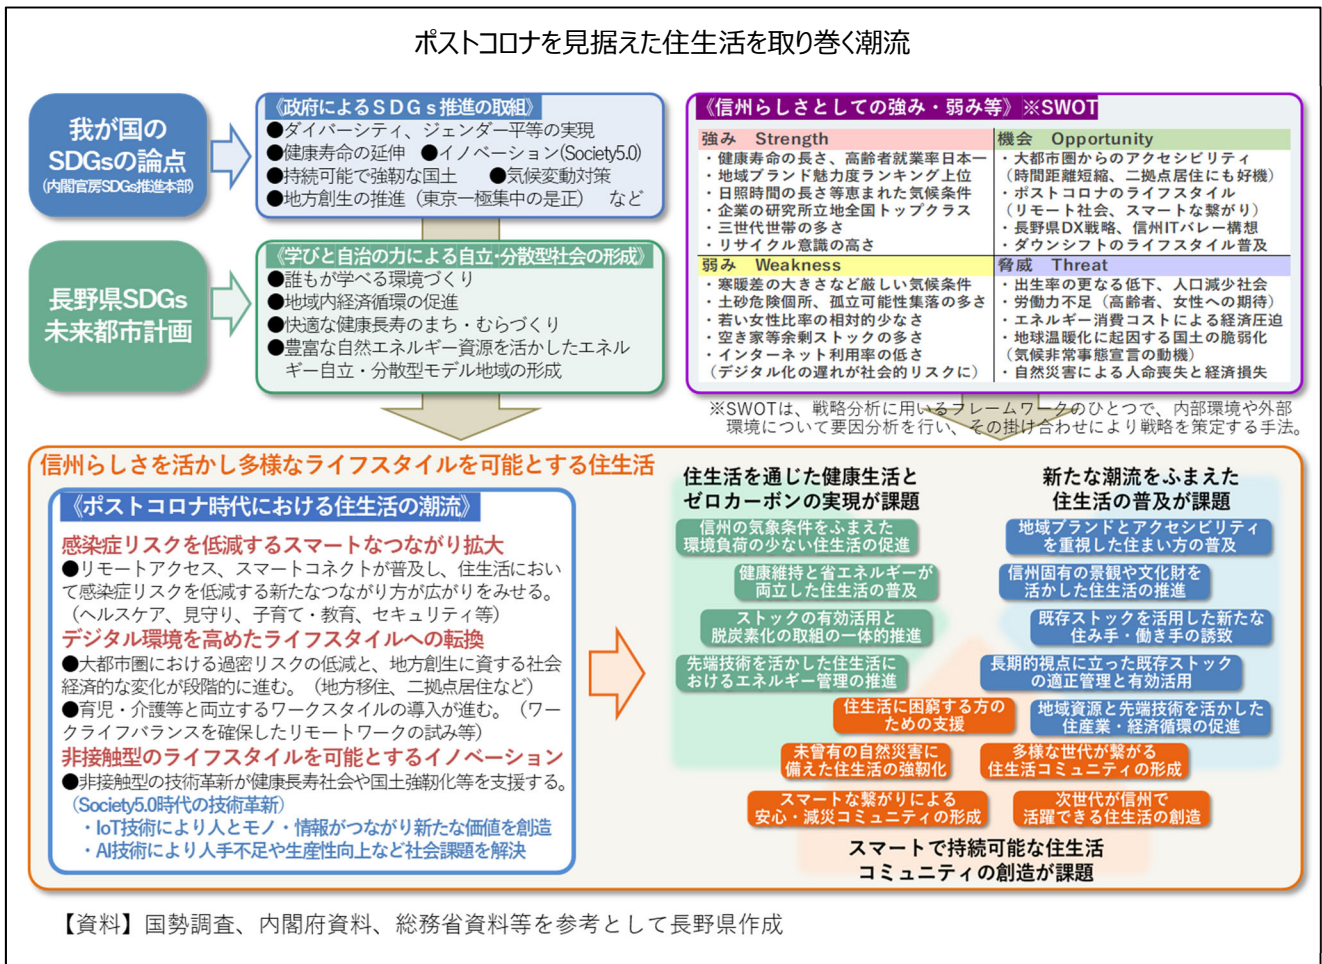 ポストコロナを見据えた住生活を取り巻く潮流
我が国の
SDGsの論点
(内閣官房SDGs推進本部)
《政府によるSDGs推進の取組》
●ダイバーシティ、ジェンダー平等の実現
●健康寿命の延伸　●イノベーション(Society5.0)
●持続可能で強靭な国土　●気候変動対策
●地方創生の推進（東京一極集中の是正）　など
長野県SDGs
未来都市計画
《学びと自治の力による自立・分散型社会の形成》
●誰もが学べる環境づくり
●地域内経済循環の促進
●快適な健康長寿のまち・むらづくり
●豊富な自然エネルギー資源を活かしたエネル
ギー自立・分散型モデル地域の形成
《信州らしさとしての強み・弱み等》※SWOT
強み　Strength
・健康寿命の長さ、高齢者就業率日本一
・地域ブランド魅力度ランキング上位
・日照時間の長さ等恵まれた気候条件
・企業の研究所立地全国トップクラス
・三世代世帯の多さ
・リサイクル意識の高さ
機会　Opportunity
・大都市圏からのアクセシビリティ
（時間距離短縮、二拠点居住にも好機）
・ポストコロナのライフスタイル
（リモート社会、スマートな繋がり）
・長野県DX戦略、信州ITバレー構想
・ダウンシフトのライフスタイル普及
弱み　Weakness
・寒暖差の大きさなど厳しい気候条件
・土砂危険個所、孤立可能性集落の多さ
・若い女性比率の相対的少なさ
・空き家等余剰ストックの多さ
・インターネット利用率の低さ
（デジタル化の遅れが社会的リスクに）
脅威　Threat
・出生率の更なる低下、人口減少社会
・労働力不足（高齢者、女性への期待）
・エネルギー消費コストによる経済圧迫
・地球温暖化に起因する国土の脆弱化
（気候非常事態宣言の動機）
・自然災害による人命喪失と経済損失
※SWOTは、戦略分析に用いるフレームワークのひとつで、内部環境や外部
環境について要因分析を行い、その掛け合わせにより戦略を策定する手法。
信州らしさを活かし多様なライフスタイルを可能とする住生活
《ポストコロナ時代における住生活の潮流》
感染症リスクを低減するスマートなつながり拡大
●リモートアクセス、スマートコネクトが普及し、住生活におい
て感染症リスクを低減する新たなつながり方が広がりをみせる。
（ヘルスケア、見守り、子育て・教育、セキュリティ等）
デジタル環境を高めたライフスタイルへの転換
●大都市圏における過密リスクの低減と、地方創生に資する社会
経済的な変化が段階的に進む。（地方移住、二拠点居住など）
●育児・介護等と両立するワークスタイルの導入が進む。（ワー
クライフバランスを確保したリモートワークの試み等）
非接触型のライフスタイルを可能とするイノベーション
●非接触型の技術革新が健康長寿社会や国土強靭化等を支援する。
（Society5.0時代の技術革新）
・IoT技術により人とモノ・情報がつながり新たな価値を創造
・AI技術により人手不足や生産性向上など社会課題を解決
住生活を通じた健康生活と
ゼロカーボンの実現が課題
信州の気象条件をふまえた
環境負荷の少ない住生活の促進
健康維持と省エネルギーが
両立した住生活の普及
ストックの有効活用と
脱炭素化の取組の一体的推進
先端技術を活かした住生活に
おけるエネルギー管理の推進
新たな潮流をふまえた
住生活の普及が課題
地域ブランドとアクセシビリティ
を重視した住まい方の普及
信州固有の景観や文化財を
活かした住生活の推進
既存ストックを活用した新たな
住み手・働き手の誘致
長期的視点に立った既存ストック
の適正管理と有効活用
地域資源と先端技術を活かした
住産業・経済循環の促進
住生活に困窮する方の
ための支援
未曾有の自然災害に
備えた住生活の強靭化
多様な世代が繋がる
住生活コミュニティの形成
スマートな繋がりによる
安心・減災コミュニティの形成
次世代が信州で
活躍できる住生活の創造
スマートで持続可能な住生活
コミュニティの創造が課題
【資料】国勢調査、内閣府資料、総務省資料等を参考として長野県作成